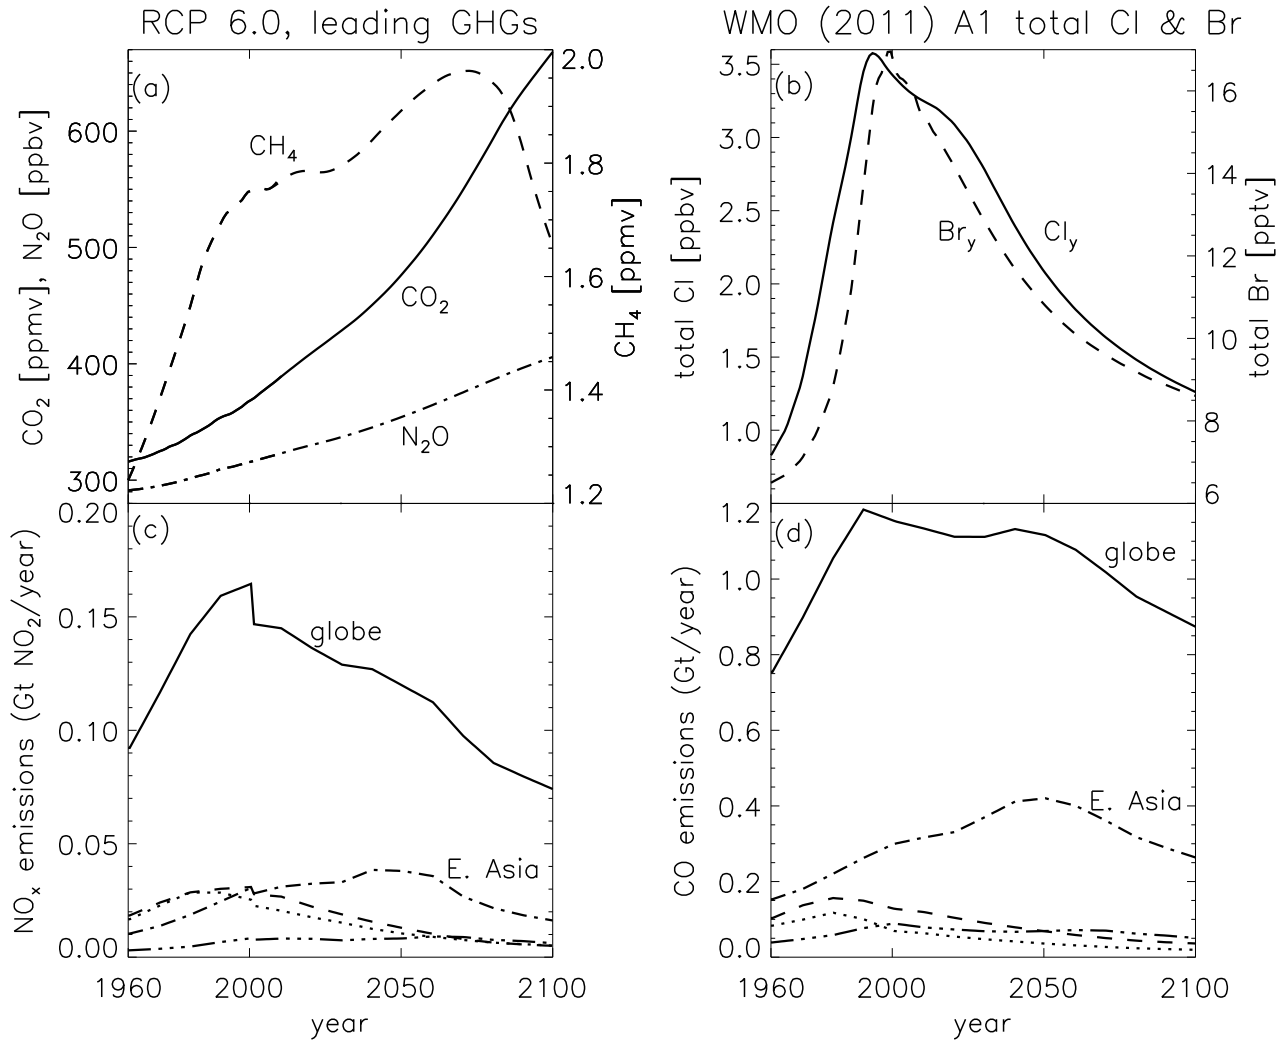 RCP 6.0, leading GHGs
WMO (2011) A1 total Cl & Br
(a)
CO2 [ppmv], N2O [ppbv]
600
500
400
300
CH4
CO2
N2O
2.0
1.8
1.6
1.4
1.2
CH4 [ppmv]
(b)
total Cl [ppbv]
3.5
3.0
2.5
2.0
1.5
1.0
Bry
Cly
16
14
12
10
8
6
total Br [pptv]
(c)
NOx emissions (Gt NO2/year)
0.20
0.15
0.10
0.05
0.00
globe
E. Asia
1960 2000 2050 2100
year
(d)
CO emissions (Gt/year)
1.2
1.0
0.8
0.6
0.4
0.2
0.0
globe
E. Asia
1960 2000 2050 2100
year